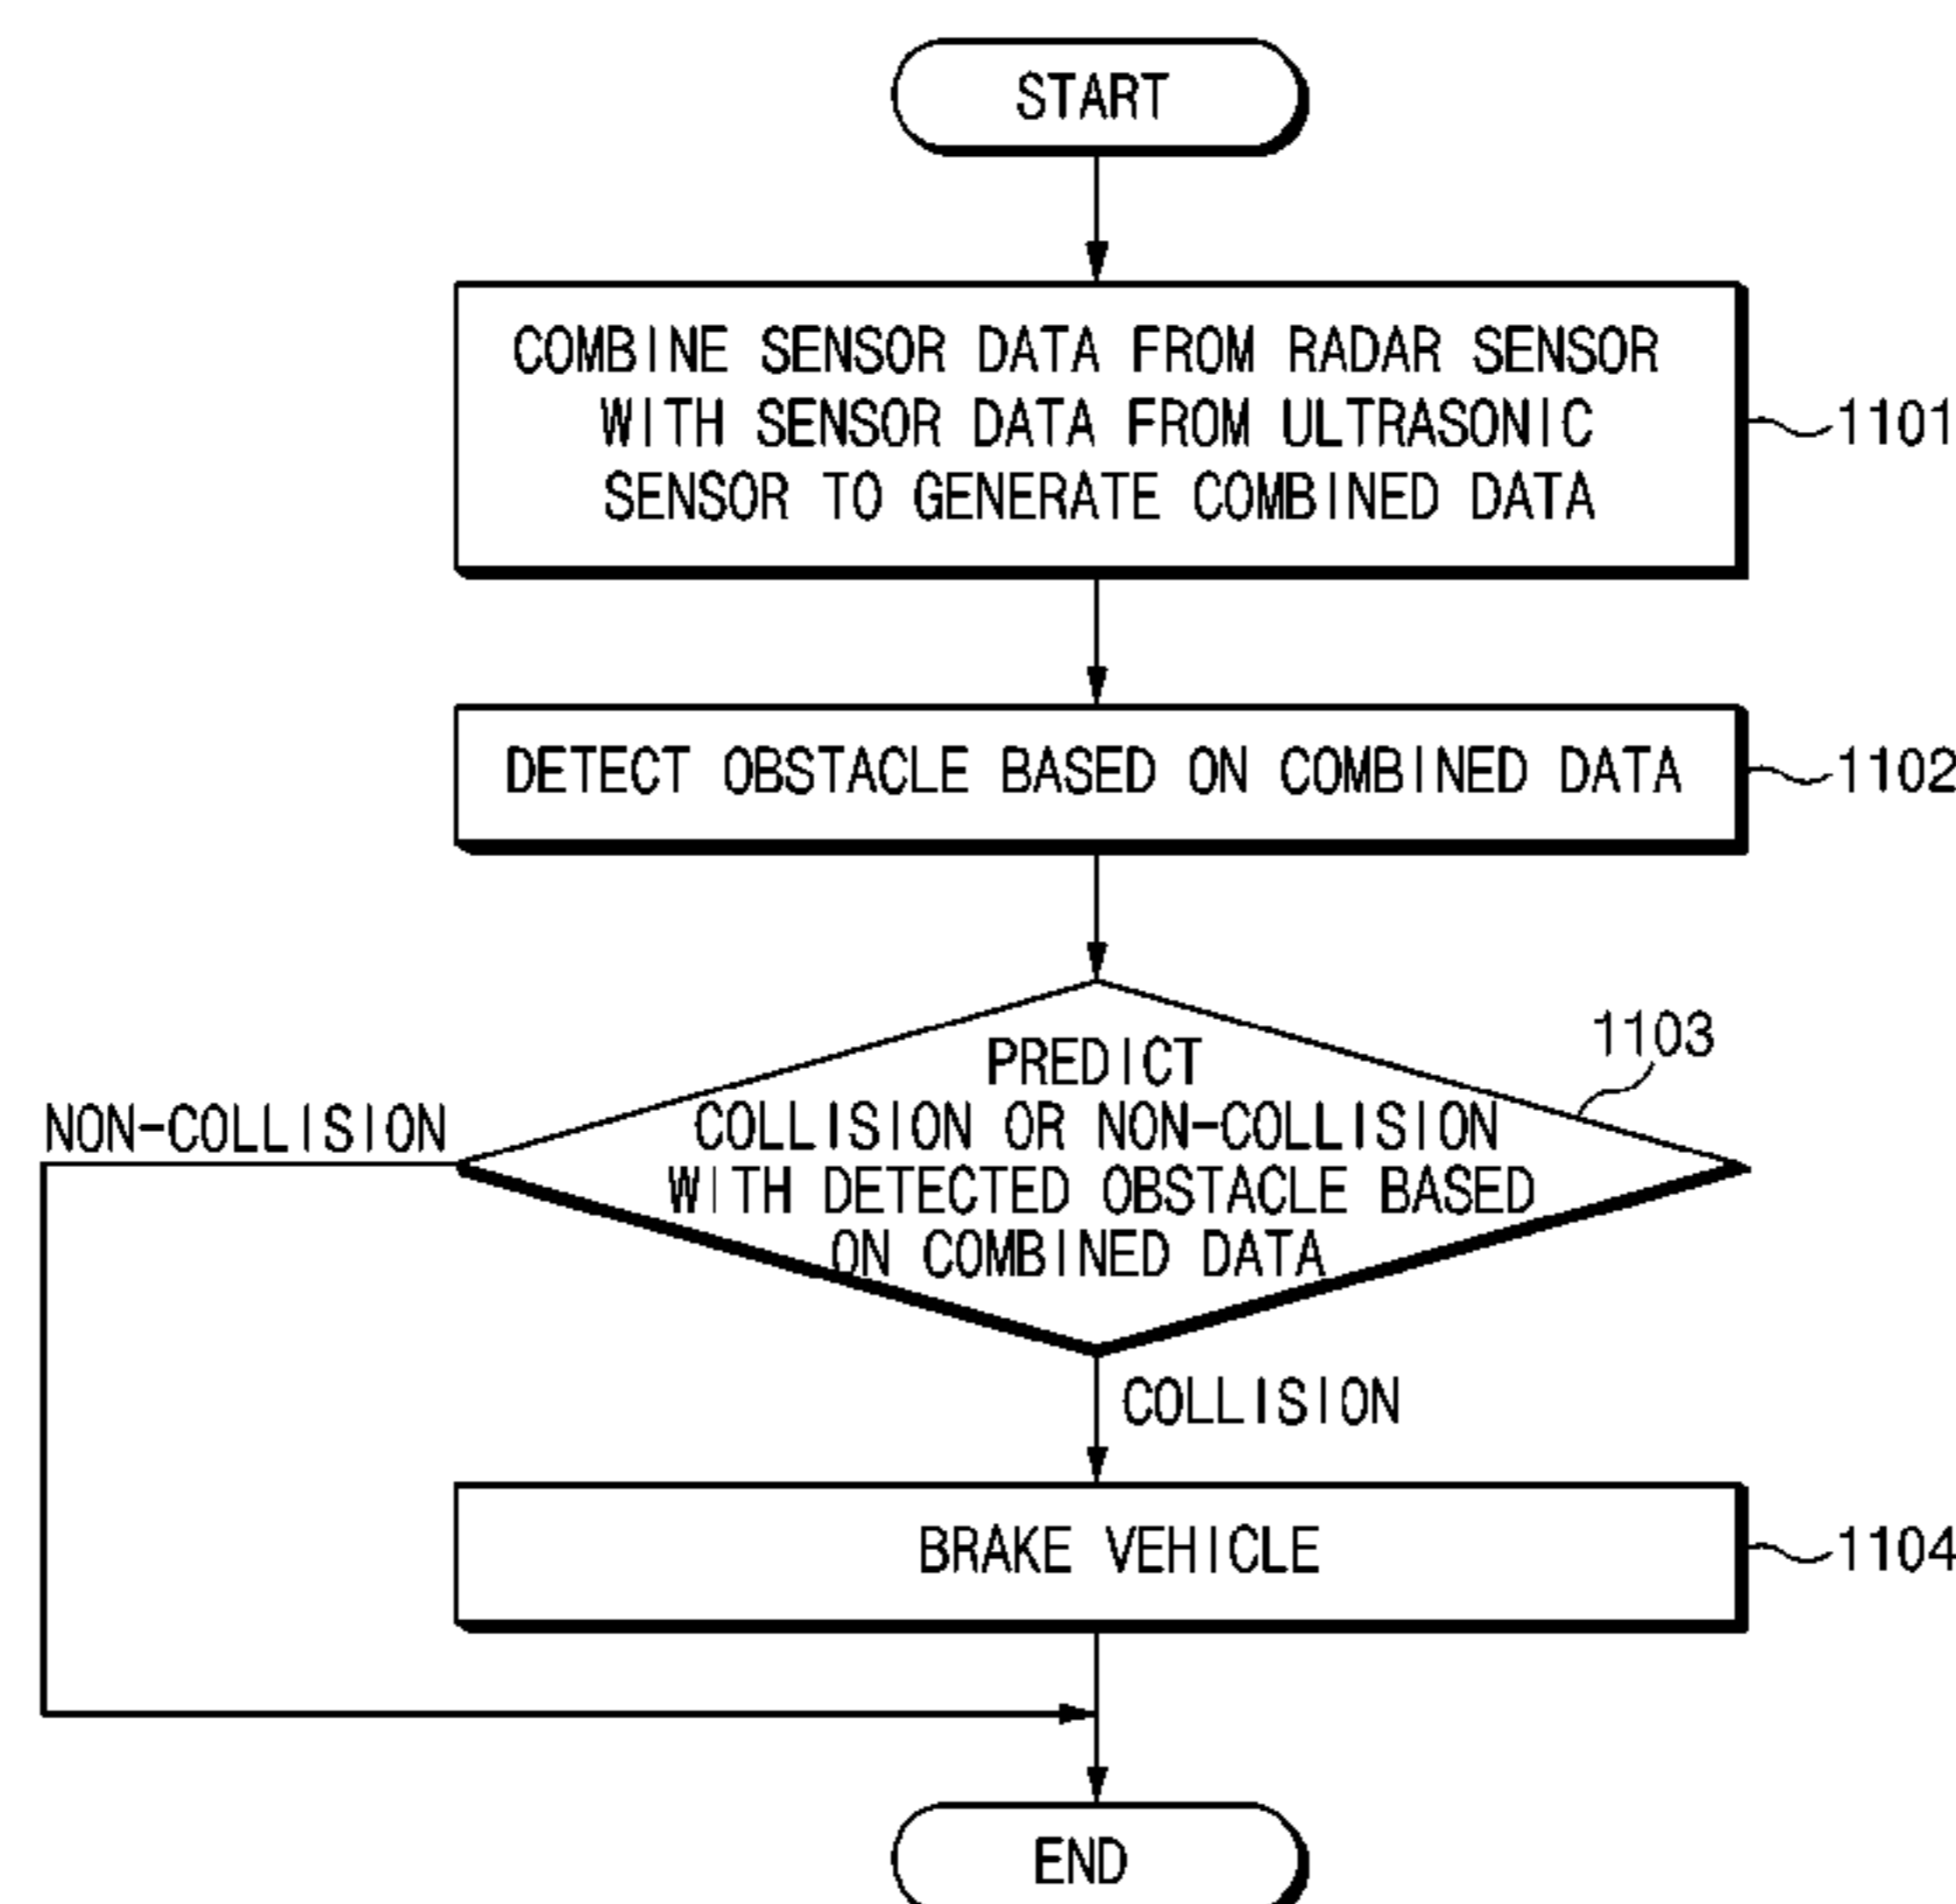 START
COMBINE SENSOR DATA FROM RADAR SENSOR
WITH SENSOR DATA FROM ULTRASONIC
SENSOR TO GENERATE COMBINED DATA
1101
DETECT OBSTACLE BASED ON COMBINED DATA
1102
1103
PREDICT
COLLISION OR NON-COLLISION
WITH DETECTED OBSTACLE BASED
ON COMBINED DATA
NON-COLLISION
COLLISION
BRAKE VEHICLE
1104
END